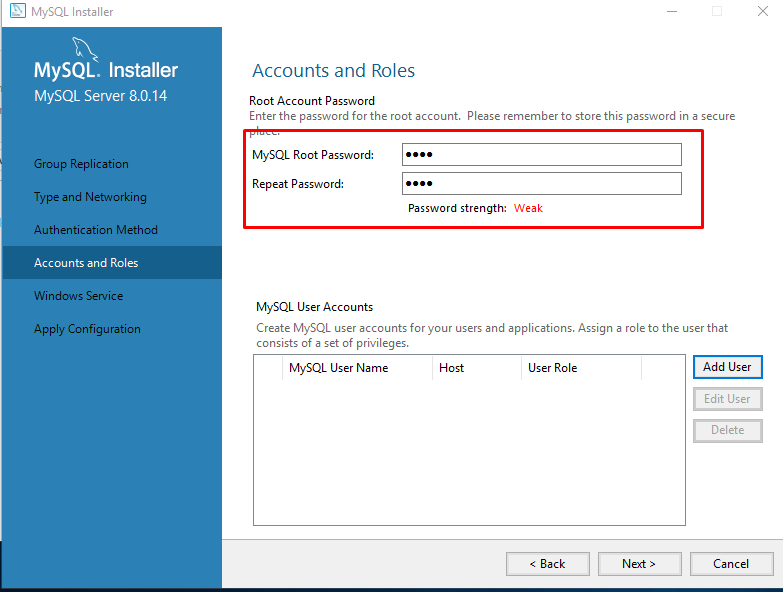 MySQL Installer
MySQL. Installer
MySQL Server 8.0.14
Group Replication
Type and Networking
Authentication Method
Accounts and Roles
Windows Service
Apply Configuration
Accounts and Roles
Root Account Password
Enter the password for the root account. Please remember to store this password in a secure
place.
MySQL Root Password: ●●●●
Repeat Password: ●●●●
Password strength: Weak
MySQL User Accounts
Create MySQL user accounts for your users and applications. Assign a role to the user that
consists of a set of privileges.
MySQL User Name Host User Role
Add User
Edit User
Delete
< Back Next > Cancel